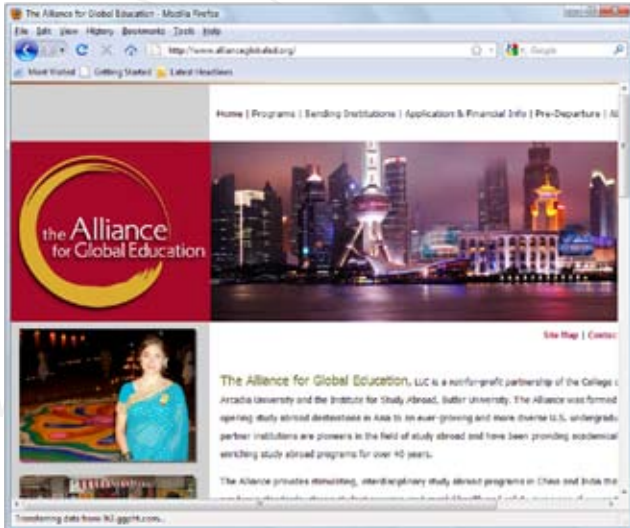 The Alliance for Global Education - Mozilla Firefox
File Edit View History Bookmarks Tools Help
http://www.allianceglobaled.org/
Google
Most Visited Getting Started Latest Headlines
Home | Programs | Sending Institutions | Application & Financial Info | Pre-Departure |
the Alliance
for Global Education
Site Map | Contac
The Alliance for Global Education, LLC is a nonfor-profit partnership of the College
Arcadia University and the Institute for Study Abroad, Butler University. The Alliance was formed
opening study abroad destinations in Asia to an ever-growing and more diverse U.S. undergradu
partner institutions are pioneers in the field of study abroad and have been providing academical
enriching study abroad programs for over 40 years.
The Alliance provides stimulating, interdisciplinary study abroad programs in China and India tha
Transferring data from